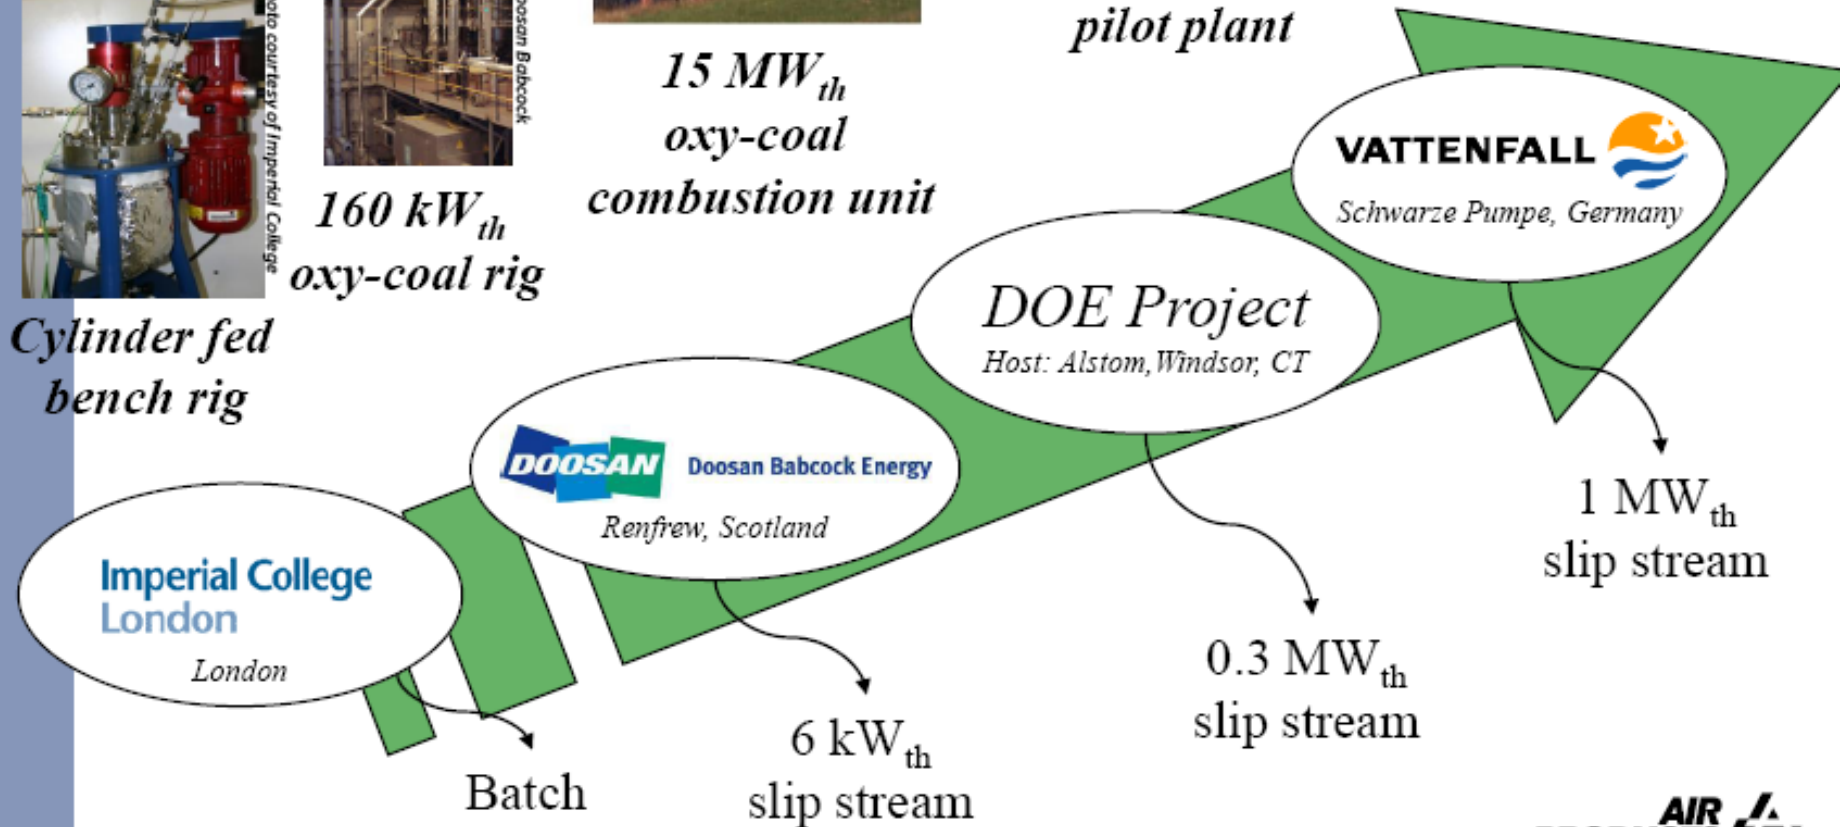 pilot plant
15 MWth
oxy-coal
combustion unit
160 kWth
oxy-coal rig
Cylinder fed
bench rig
oto courtesy of Imperial College
oosan Babcock
VATTENFALL
Schwarze Pumpe, Germany
DOE Project
Host: Alstom, Windsor, CT
DOOSAN Doosan Babcock Energy
Renfrew, Scotland
Imperial College
London
London
1 MWth
slip stream
0.3 MWth
slip stream
6 kWth
slip stream
Batch
AIR